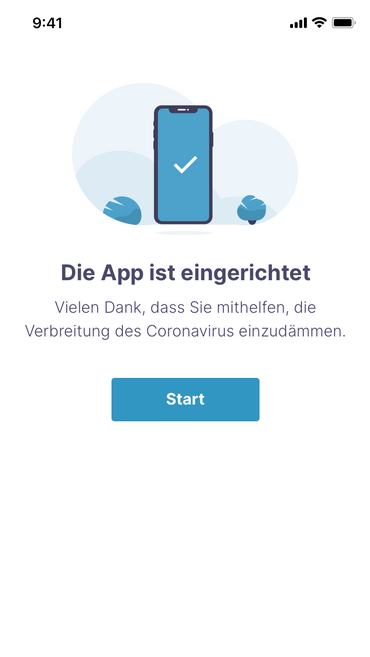 9:41
Die App ist eingerichtet
Vielen Dank, dass Sie mithelfen, die
Verbreitung des Coronavirus einzudämmen.
Start